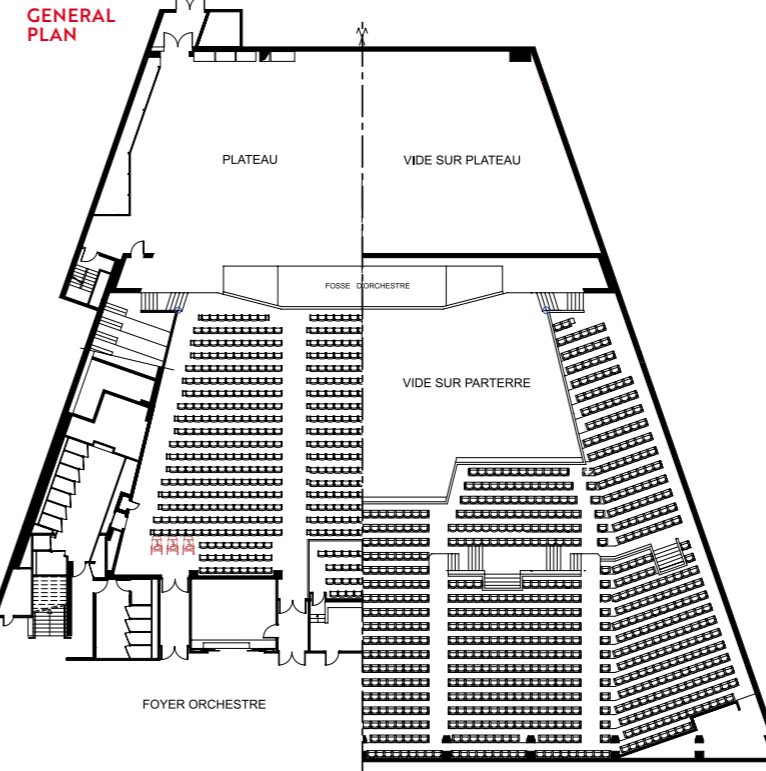 GENERAL
PLAN
PLATEAU
VIDE SUR PLATEAU
FOSSE D'ORCHESTRE
VIDE SUR PARTERRE
FOYER ORCHESTRE